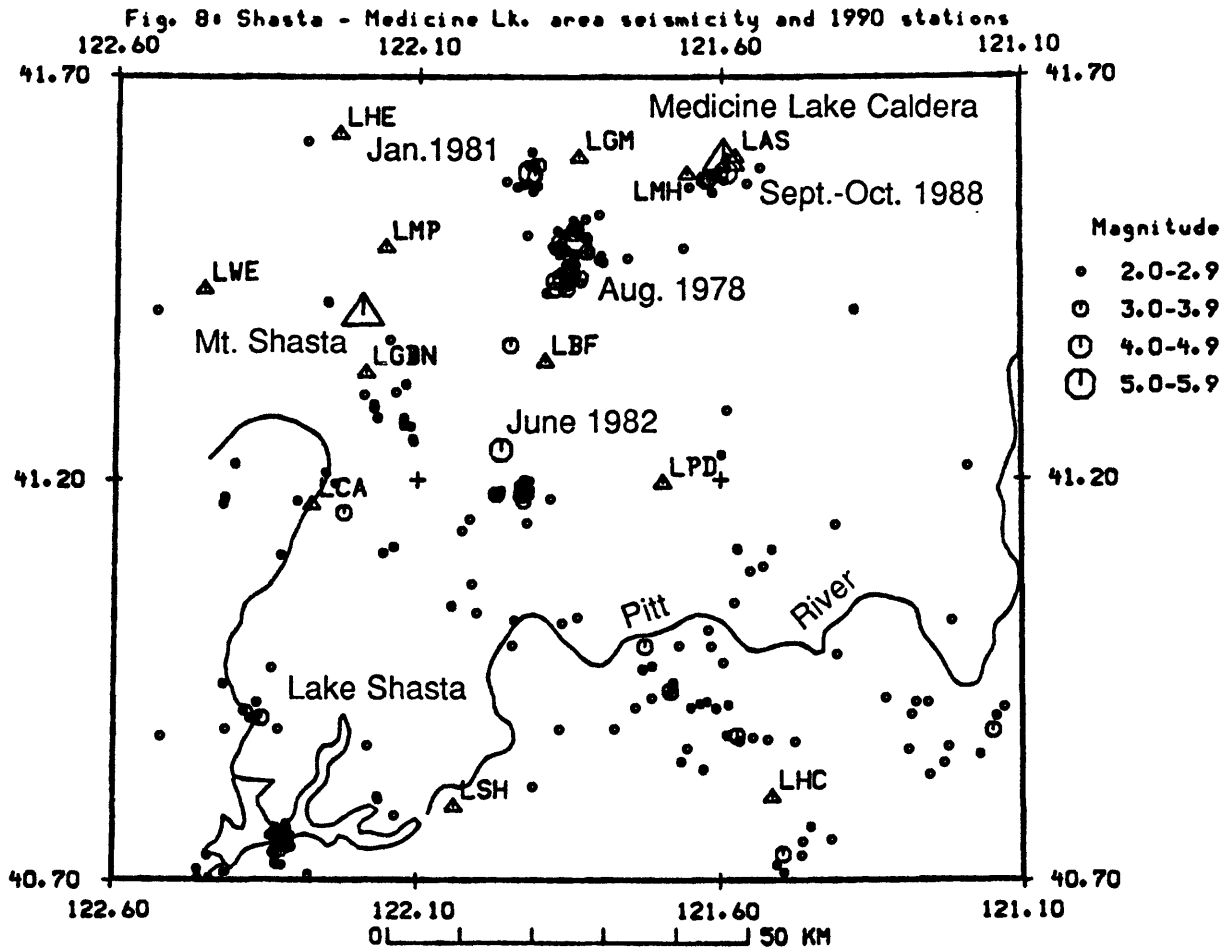 Fig. 8: Shasta - Medicine Lk. area seismicity and 1990 stations
122.60 122.10 121.60 121.10
41.70 41.70
Medicine Lake Caldera
LHE
Jan.1981
LGM
LAS
LMH
Sept.-Oct. 1988
Magnitude
2.0-2.9
3.0-3.9
4.0-4.9
5.0-5.9
LMP
LWE
Aug. 1978
Mt. Shasta
LBF
June 1982
41.20 41.20
LPD
LCA
Pitt River
Lake Shasta
LSH
LHC
40.70 40.70
122.60 122.10 121.60 121.10
0 50 KM